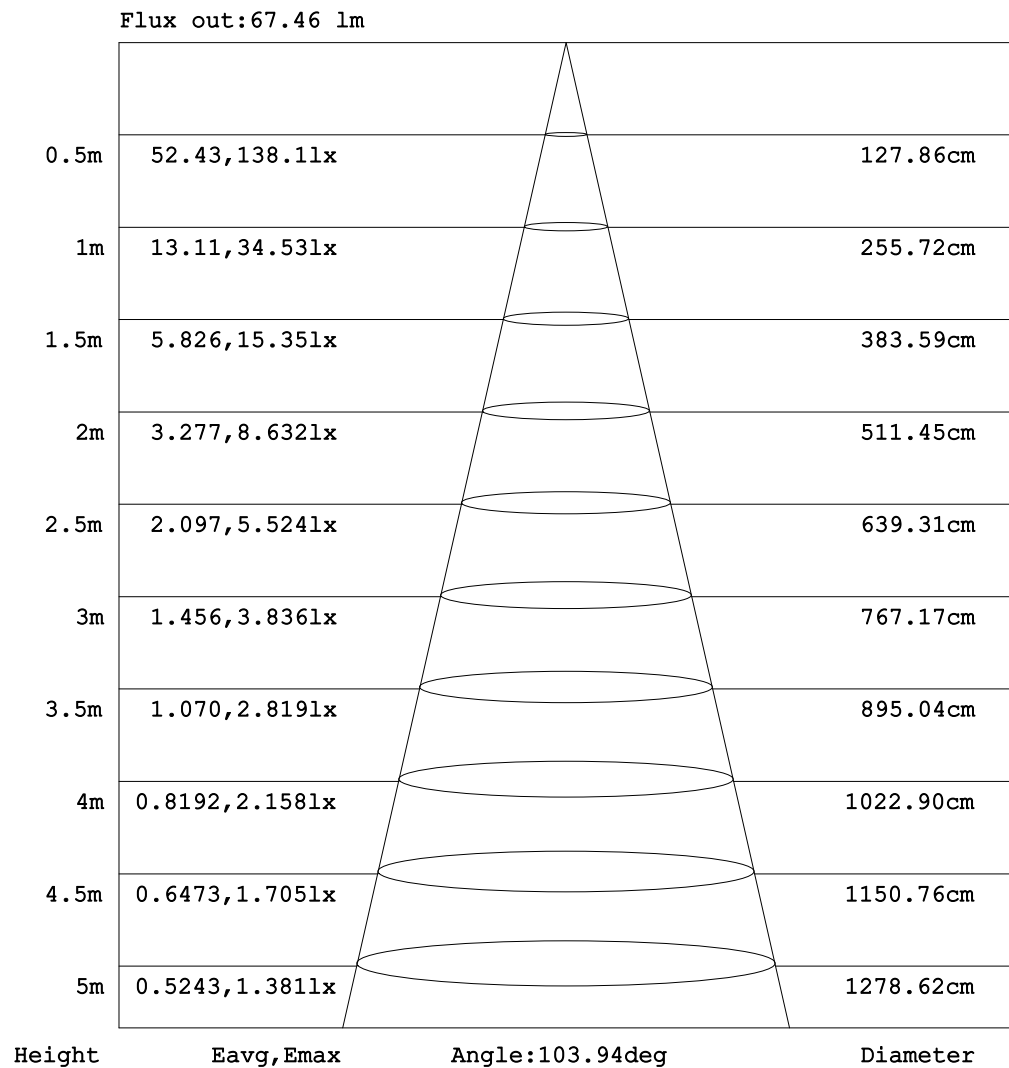 Flux out:67.46 lm
0.5m 52.43,138.1lx 127.86cm
1m 13.11,34.53lx 255.72cm
1.5m 5.826,15.35lx 383.59cm
2m 3.277,8.632lx 511.45cm
2.5m 2.097,5.524lx 639.31cm
3m 1.456,3.836lx 767.17cm
3.5m 1.070,2.819lx 895.04cm
4m 0.8192,2.158lx 1022.90cm
4.5m 0.6473,1.705lx 1150.76cm
5m 0.5243,1.381lx 1278.62cm
Height Eavg,Emax Angle:103.94deg Diameter